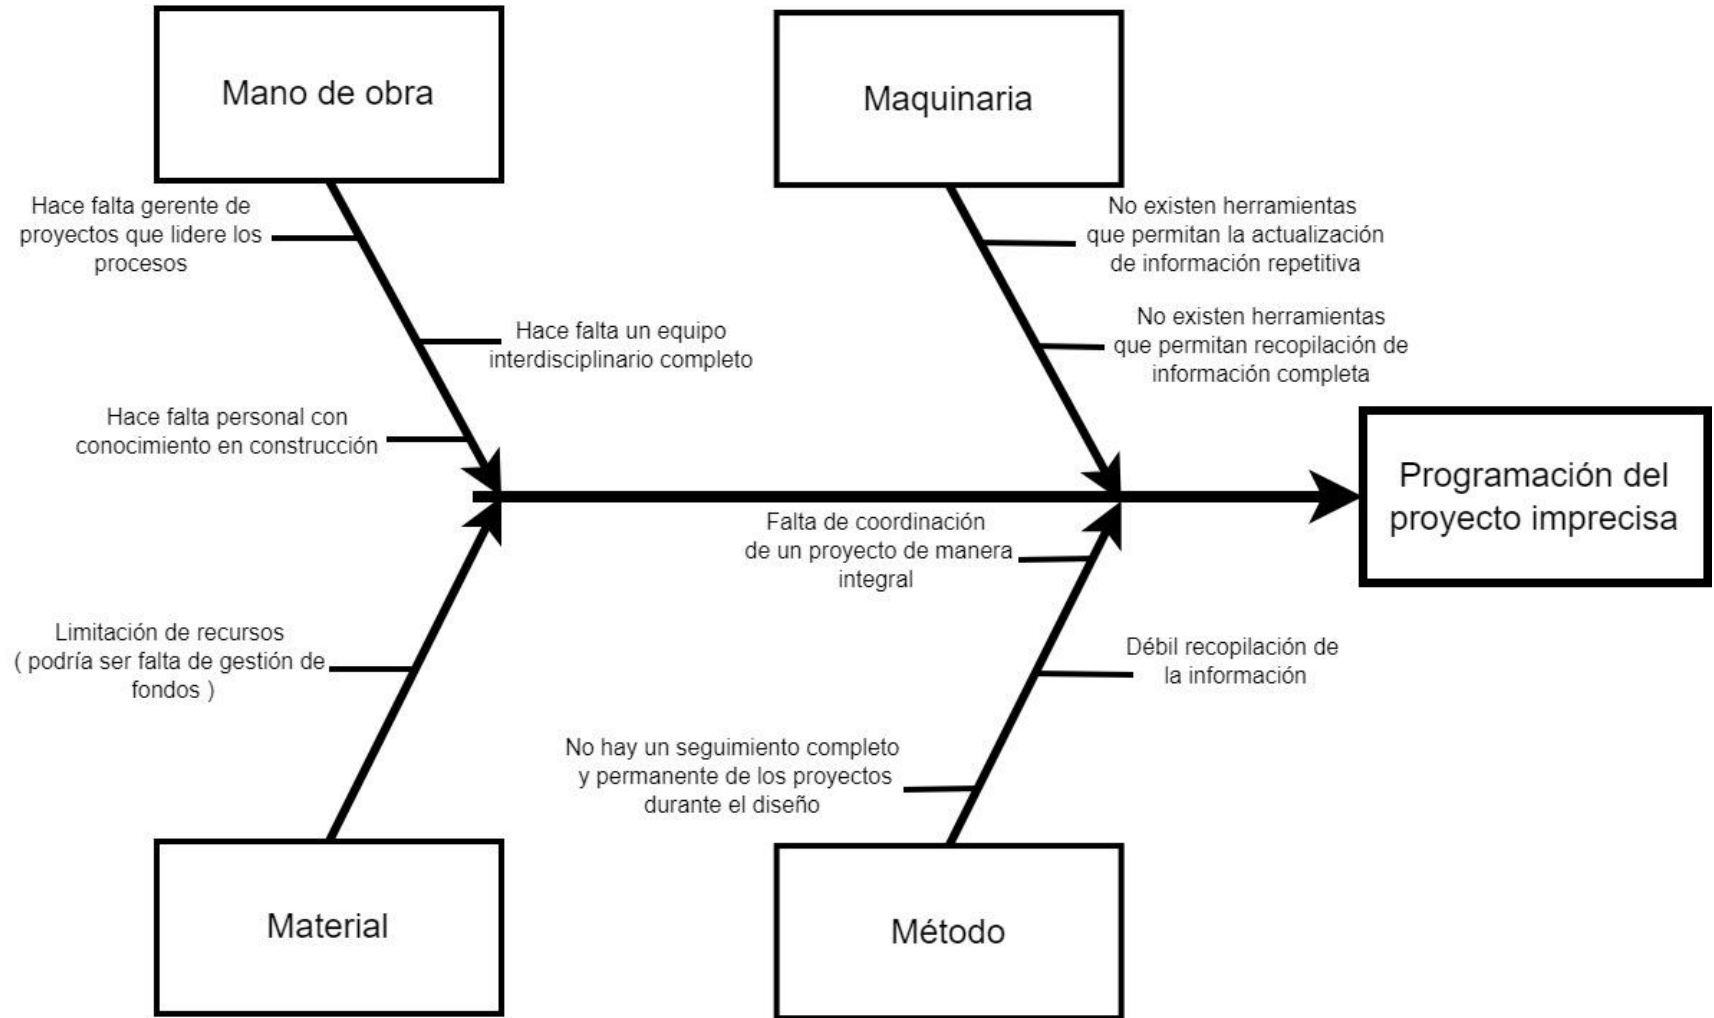 Mano de obra
Maquinaria
Hace falta gerente de
proyectos que lidere los
procesos
No existen herramientas
que permitan la actualización
de información repetitiva
Hace falta un equipo
interdisciplinario completo
No existen herramientas
que permitan recopilación de
información completa
Hace falta personal con
conocimiento en construcción
Programación del
proyecto imprecisa
Falta de coordinación
de un proyecto de manera
integral
Limitación de recursos
( podría ser falta de gestión de
fondos )
Débil recopilación de
la información
No hay un seguimiento completo
y permanente de los proyectos
durante el diseño
Material
Método